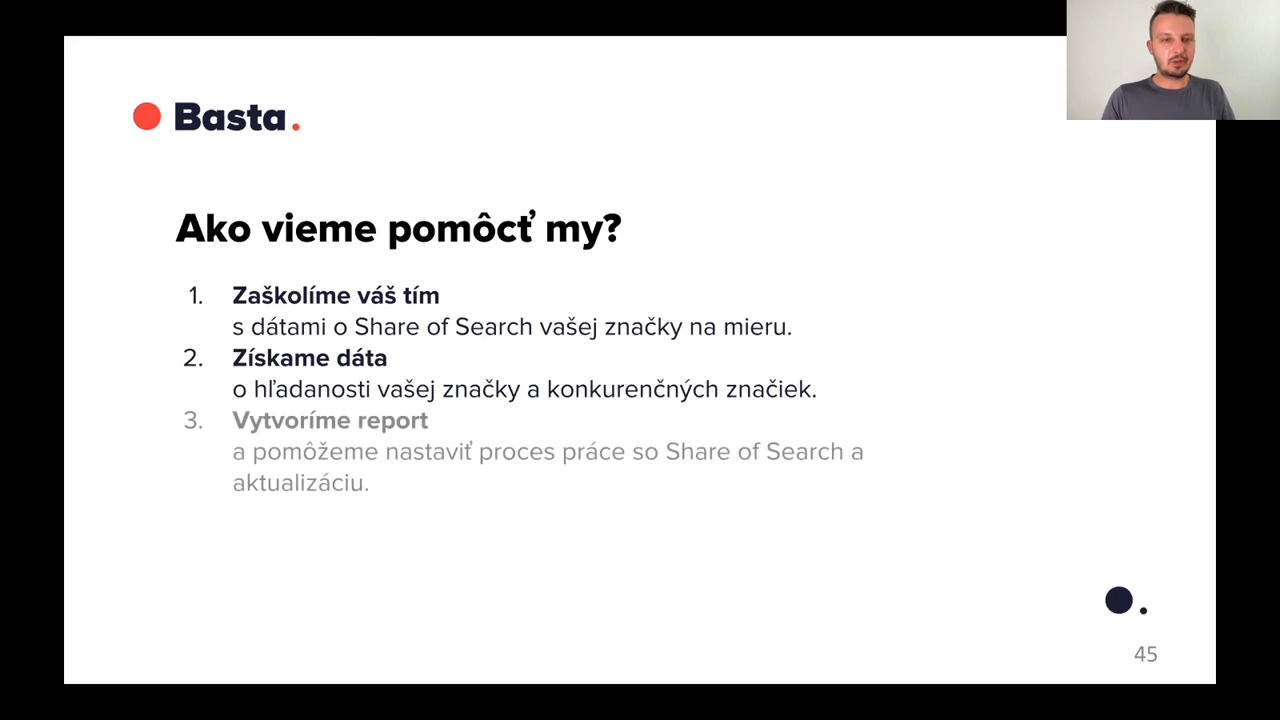 Basta.
Ako vieme pomôcť my?
1. Zaškolíme váš tím
s dátami o Share of Search vašej značky na mieru.
2. Získame dáta
o hľadanosti vašej značky a konkurenčných značiek.
3. Vytvoríme report
a pomôžeme nastaviť proces práce so Share of Search a
aktualizáciu.
45